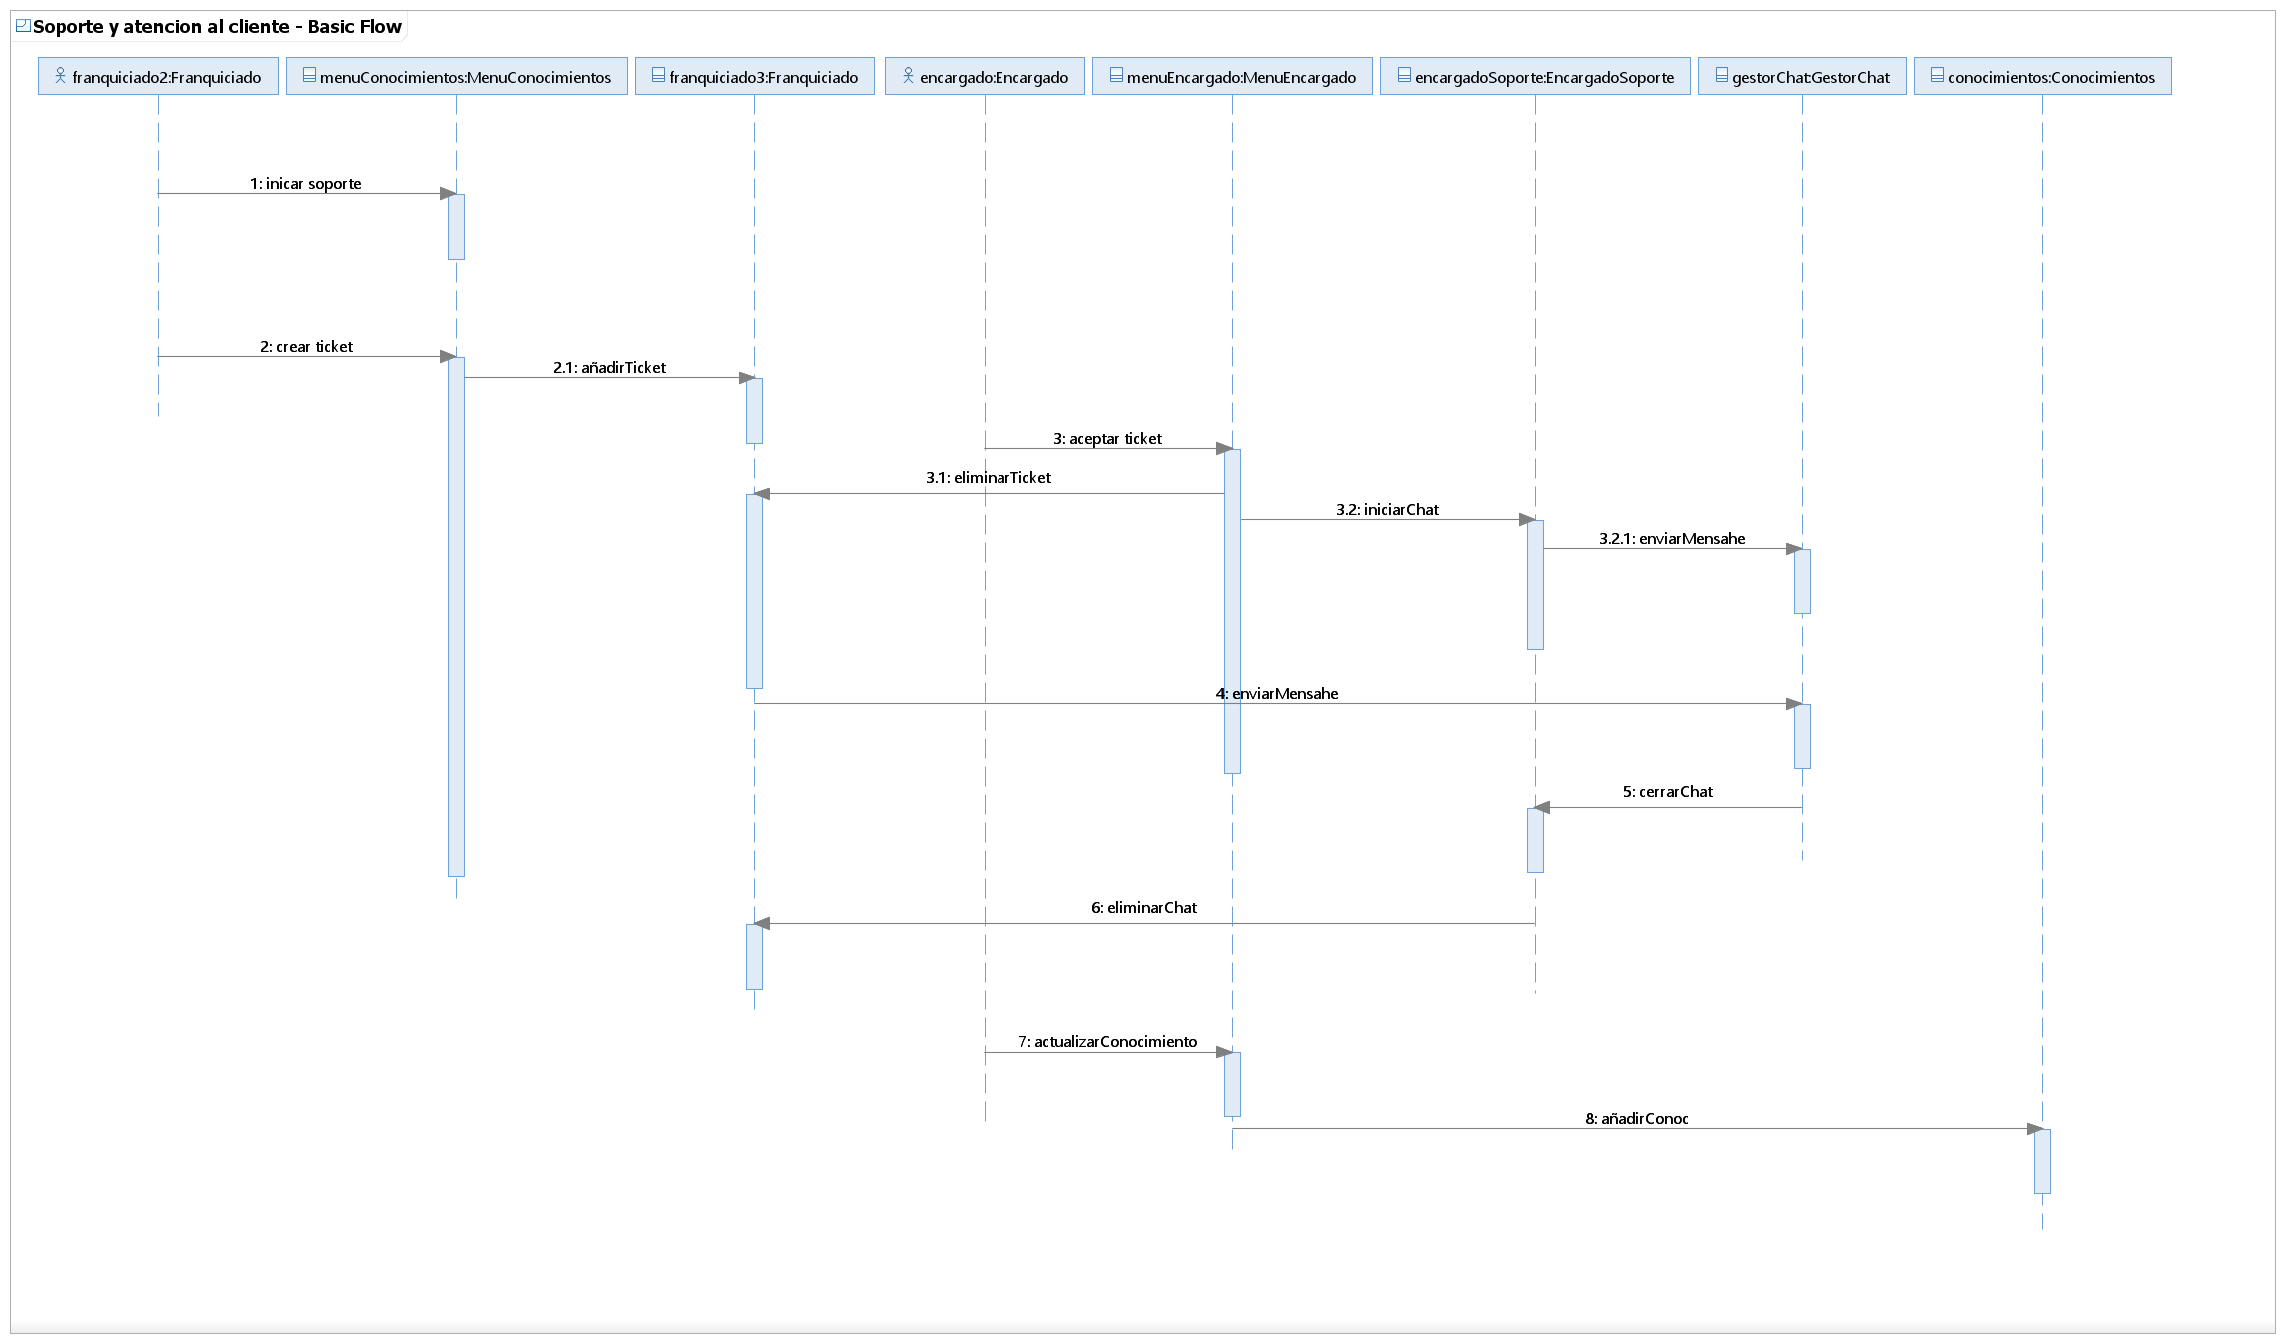 Soporte y atencion al cliente - Basic Flow
franquiciado2:Franquiciado
menuConocimientos:MenuConocimientos
franquiciado3:Franquiciado
encargado:Encargado
menuEncargado:MenuEncargado
encargadoSoporte:EncargadoSoporte
gestorChat:GestorChat
conocimientos:Conocimientos
1: inicar soporte
2: crear ticket
2.1: añadirTicket
3: aceptar ticket
3.1: eliminarTicket
3.2: iniciarChat
3.2.1: enviarMensahe
4: enviarMensahe
5: cerrarChat
6: eliminarChat
7: actualizarConocimiento
8: añadirConoc